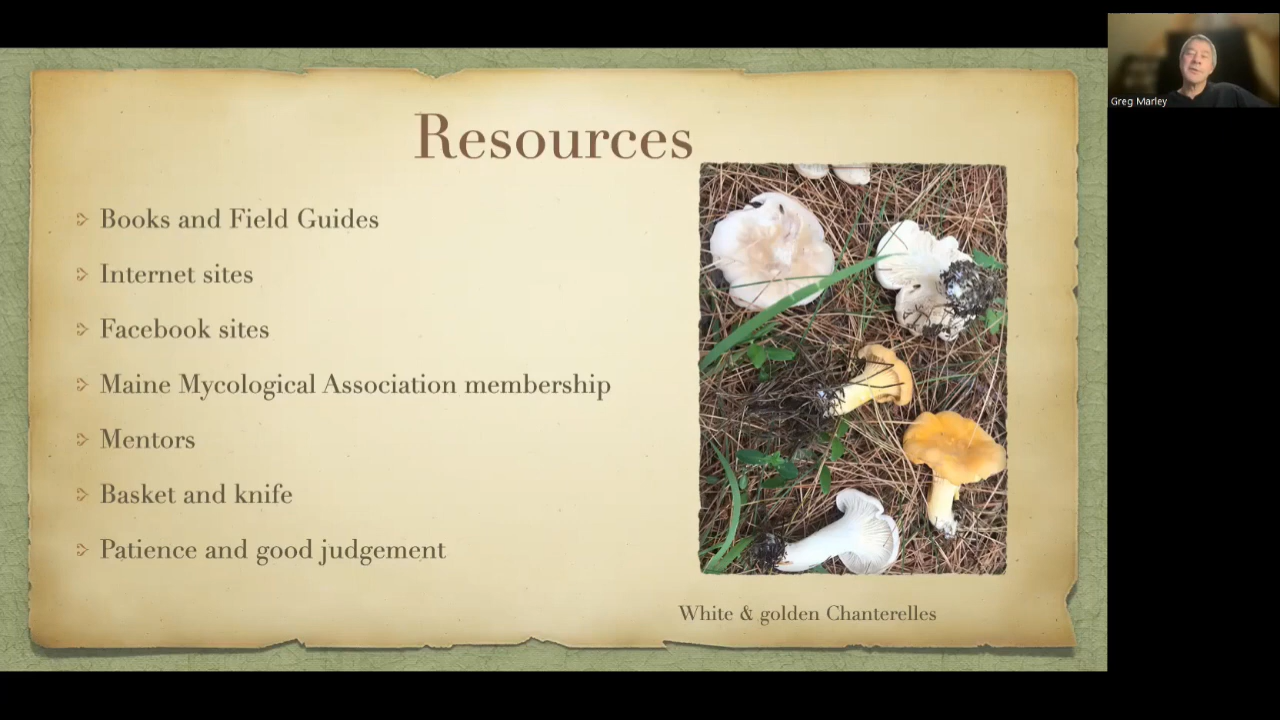 Resources
Books and Field Guides
Internet sites
Facebook sites
Maine Mycological Association membership
Mentors
Basket and knife
Patience and good judgement
White & golden Chanterelles
Greg Marley